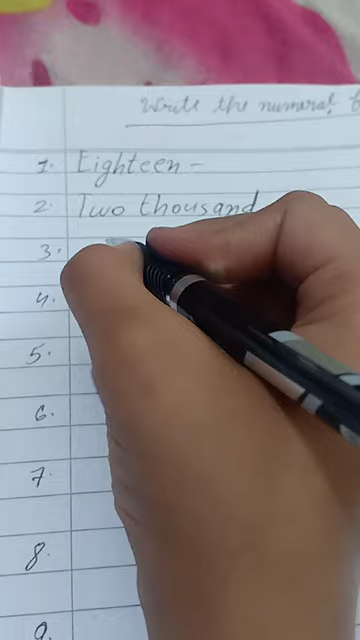 Write the numeral
1. Eighteen -
2. Two thousand
3.
4.
5.
6.
7.
8.
9.